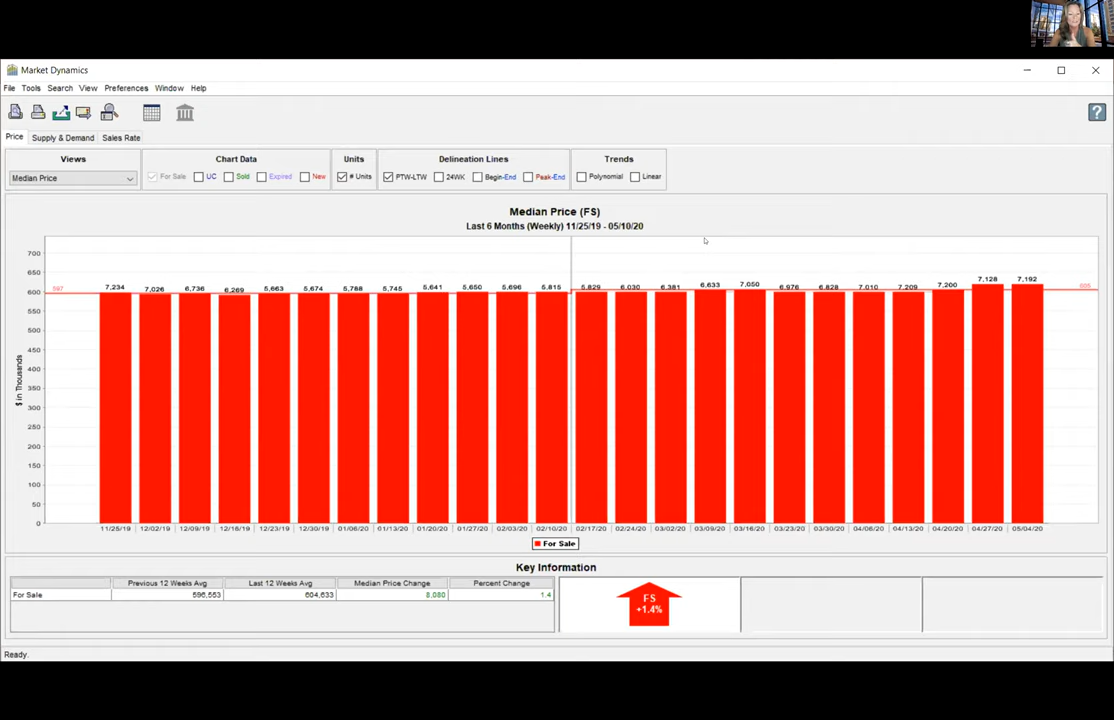 Market Dynamics
File Tools Search View Preferences Window Help
Price Supply & Demand Sales Rate
Views Chart Data Units Delineation Lines Trends
Median Price For Sale UC Sold Expired New # Units PTW-LTW 24WK Begin-End Peak-End Polynomial Linear
Median Price (FS)
Last 6 Months (Weekly) 11/25/19 - 05/10/20
$ in Thousands
700
650
600
550
500
450
400
350
300
250
200
150
100
50
0
597
7,234 7,026 6,736 6,269 5,663 5,674 5,788 5,745 5,641 5,650 5,696 5,815 5,829 6,030 6,381 6,633 7,050 6,976 6,828 7,010 7,209 7,200 7,128 7,192
605
11/25/19 12/02/19 12/09/19 12/16/19 12/23/19 12/30/19 01/06/20 01/13/20 01/20/20 01/27/20 02/03/20 02/10/20 02/17/20 02/24/20 03/02/20 03/09/20 03/16/20 03/23/20 03/30/20 04/06/20 04/13/20 04/20/20 04/27/20 05/04/20
For Sale
Key Information
Previous 12 Weeks Avg Last 12 Weeks Avg Median Price Change Percent Change
For Sale 596,553 604,633 8,080 1.4
FS
+1.4%
Ready.
?